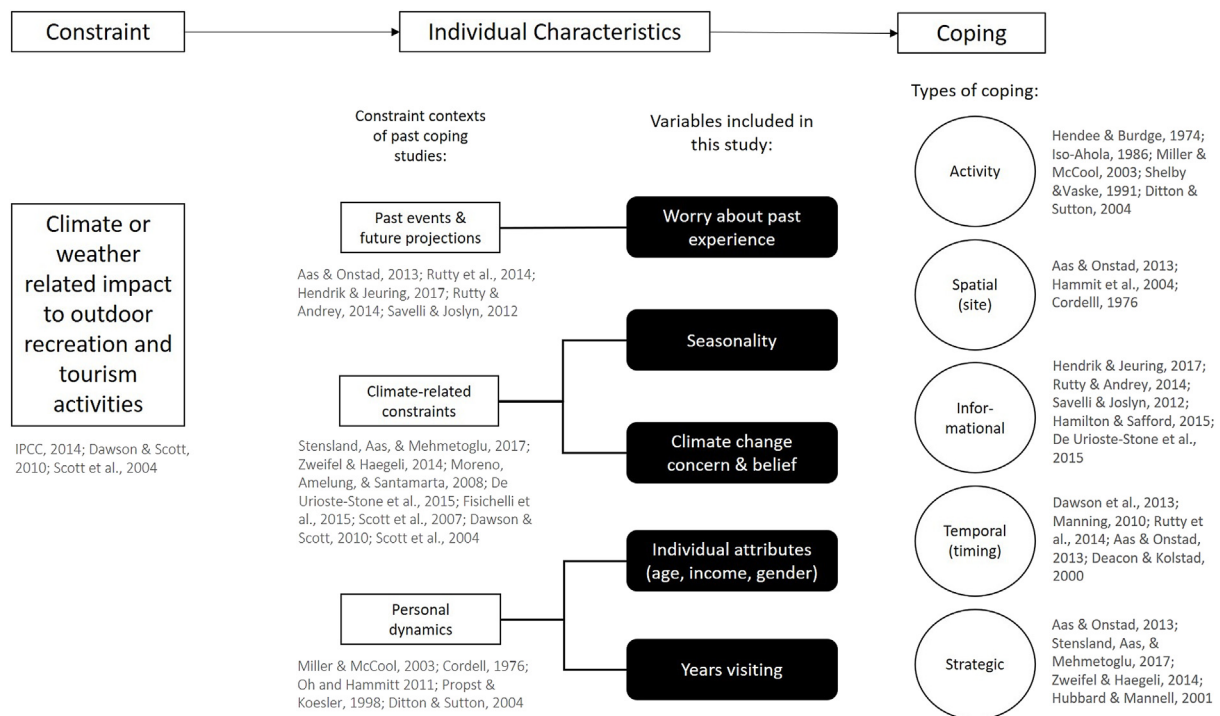 Constraint
Individual Characteristics
Coping
Climate or
weather
related impact
to outdoor
recreation and
tourism
activities
IPCC, 2014; Dawson & Scott,
2010; Scott et al., 2004
Constraint contexts
of past coping
studies:
Past events &
future projections
Aas & Onstad, 2013; Rutty et al., 2014;
Hendrik & Jeuring, 2017; Rutty &
Andrey, 2014; Savelli & Joslyn, 2012
Climate-related
constraints
Stensland, Aas, & Mehmetoglu, 2017;
Zweifel & Haegeli, 2014; Moreno,
Amelung, & Santamarta, 2008; De
Urioste-Stone et al., 2015; Fisichelli et
al., 2015; Scott et al., 2007; Dawson &
Scott, 2010; Scott et al., 2004
Personal
dynamics
Miller & McCool, 2003; Cordell, 1976;
Oh and Hammitt 2011; Propst &
Koesler, 1998; Ditton & Sutton, 2004
Variables included in
this study:
Worry about past
experience
Seasonality
Climate change
concern & belief
Individual attributes
(age, income, gender)
Years visiting
Types of coping:
Activity
Hendee & Burdge, 1974;
Iso-Ahola, 1986; Miller &
McCool, 2003; Shelby
&Vaske, 1991; Ditton &
Sutton, 2004
Spatial
(site)
Aas & Onstad, 2013;
Hammit et al., 2004;
Cordelll, 1976
Infor-
mational
Hendrik & Jeuring, 2017;
Rutty & Andrey, 2014;
Savelli & Joslyn, 2012;
Hamilton & Safford, 2015;
De Urioste-Stone et al.,
2015
Temporal
(timing)
Dawson et al., 2013;
Manning, 2010; Rutty et
al., 2014; Aas & Onstad,
2013; Deacon & Kolstad,
2000
Strategic
Aas & Onstad, 2013;
Stensland, Aas, &
Mehmetoglu, 2017;
Zweifel & Haegeli, 2014;
Hubbard & Mannell, 2001